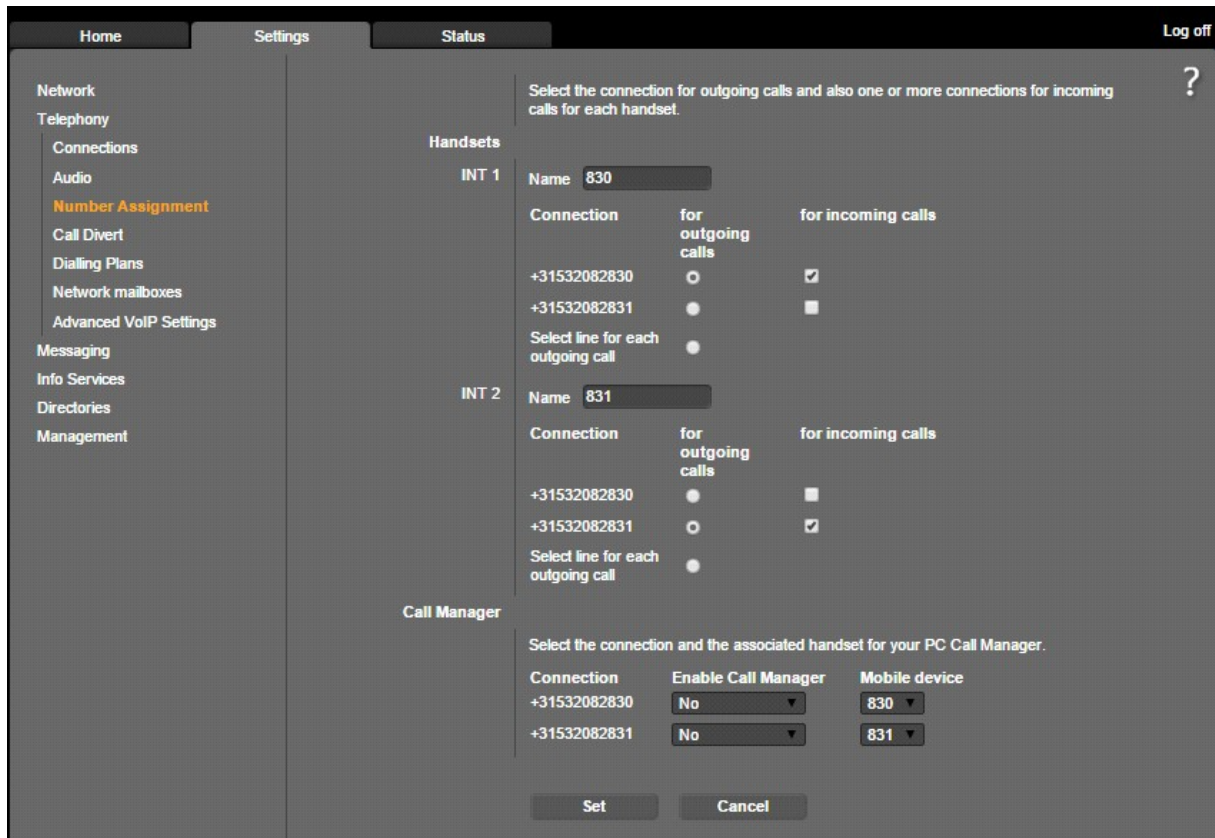 Home Settings Status Log off
?
Network
Telephony
Connections
Audio
Number Assignment
Call Divert
Dialling Plans
Network mailboxes
Advanced VoIP Settings
Messaging
Info Services
Directories
Management
Select the connection for outgoing calls and also one or more connections for incoming
calls for each handset.
Handsets
INT 1 Name 830
Connection for for incoming calls
outgoing
calls
+31532082830
+31532082831
Select line for each
outgoing call
INT 2 Name 831
Connection for for incoming calls
outgoing
calls
+31532082830
+31532082831
Select line for each
outgoing call
Call Manager
Select the connection and the associated handset for your PC Call Manager.
Connection Enable Call Manager Mobile device
+31532082830 No 830
+31532082831 No 831
Set Cancel